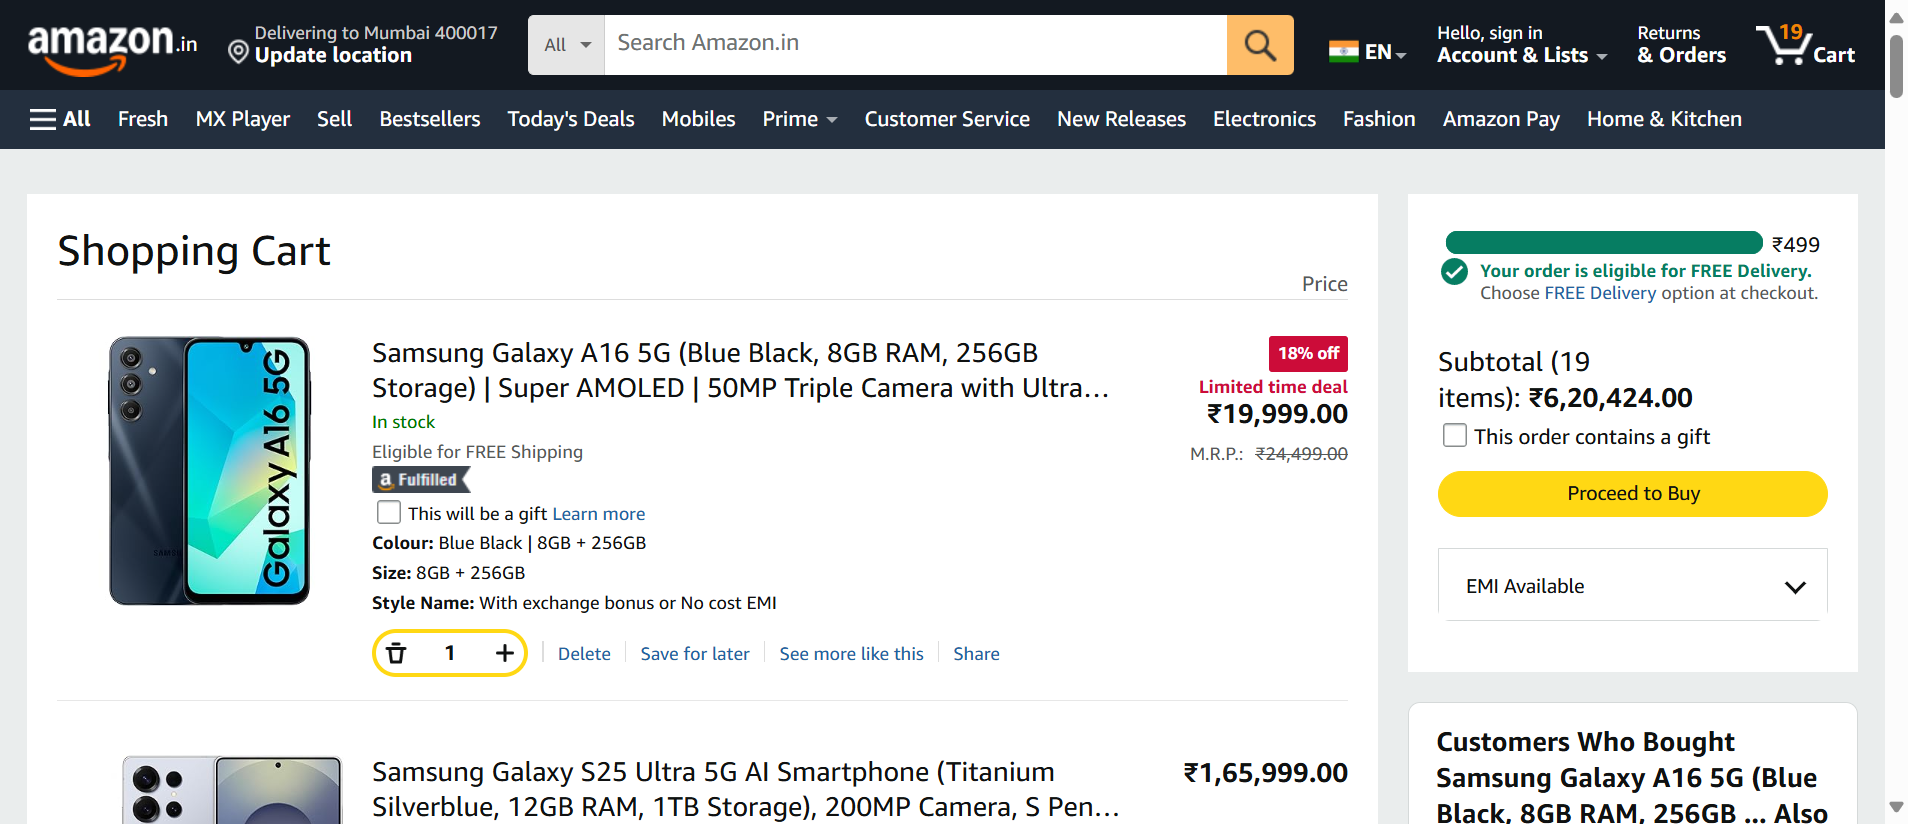 amazon.in
Delivering to Mumbai 400017
Update location
All
Search Amazon.in
EN
Hello, sign in
Account & Lists
Returns
& Orders
19
Cart
All
Fresh
MX Player
Sell
Bestsellers
Today's Deals
Mobiles
Prime
Customer Service
New Releases
Electronics
Fashion
Amazon Pay
Home & Kitchen
Shopping Cart
Price
Galaxy A16 5G
SAMSUNG
Samsung Galaxy A16 5G (Blue Black, 8GB RAM, 256GB
Storage) | Super AMOLED | 50MP Triple Camera with Ultra…
In stock
Eligible for FREE Shipping
a Fulfilled
This will be a gift Learn more
Colour: Blue Black | 8GB + 256GB
Size: 8GB + 256GB
Style Name: With exchange bonus or No cost EMI
1
Delete
Save for later
See more like this
Share
18% off
Limited time deal
₹19,999.00
M.R.P.: ₹24,499.00
Samsung Galaxy S25 Ultra 5G AI Smartphone (Titanium
Silverblue, 12GB RAM, 1TB Storage), 200MP Camera, S Pen…
₹1,65,999.00
₹499
Your order is eligible for FREE Delivery.
Choose FREE Delivery option at checkout.
Subtotal (19
items): ₹6,20,424.00
This order contains a gift
Proceed to Buy
EMI Available
Customers Who Bought
Samsung Galaxy A16 5G (Blue
Black, 8GB RAM, 256GB ... Also